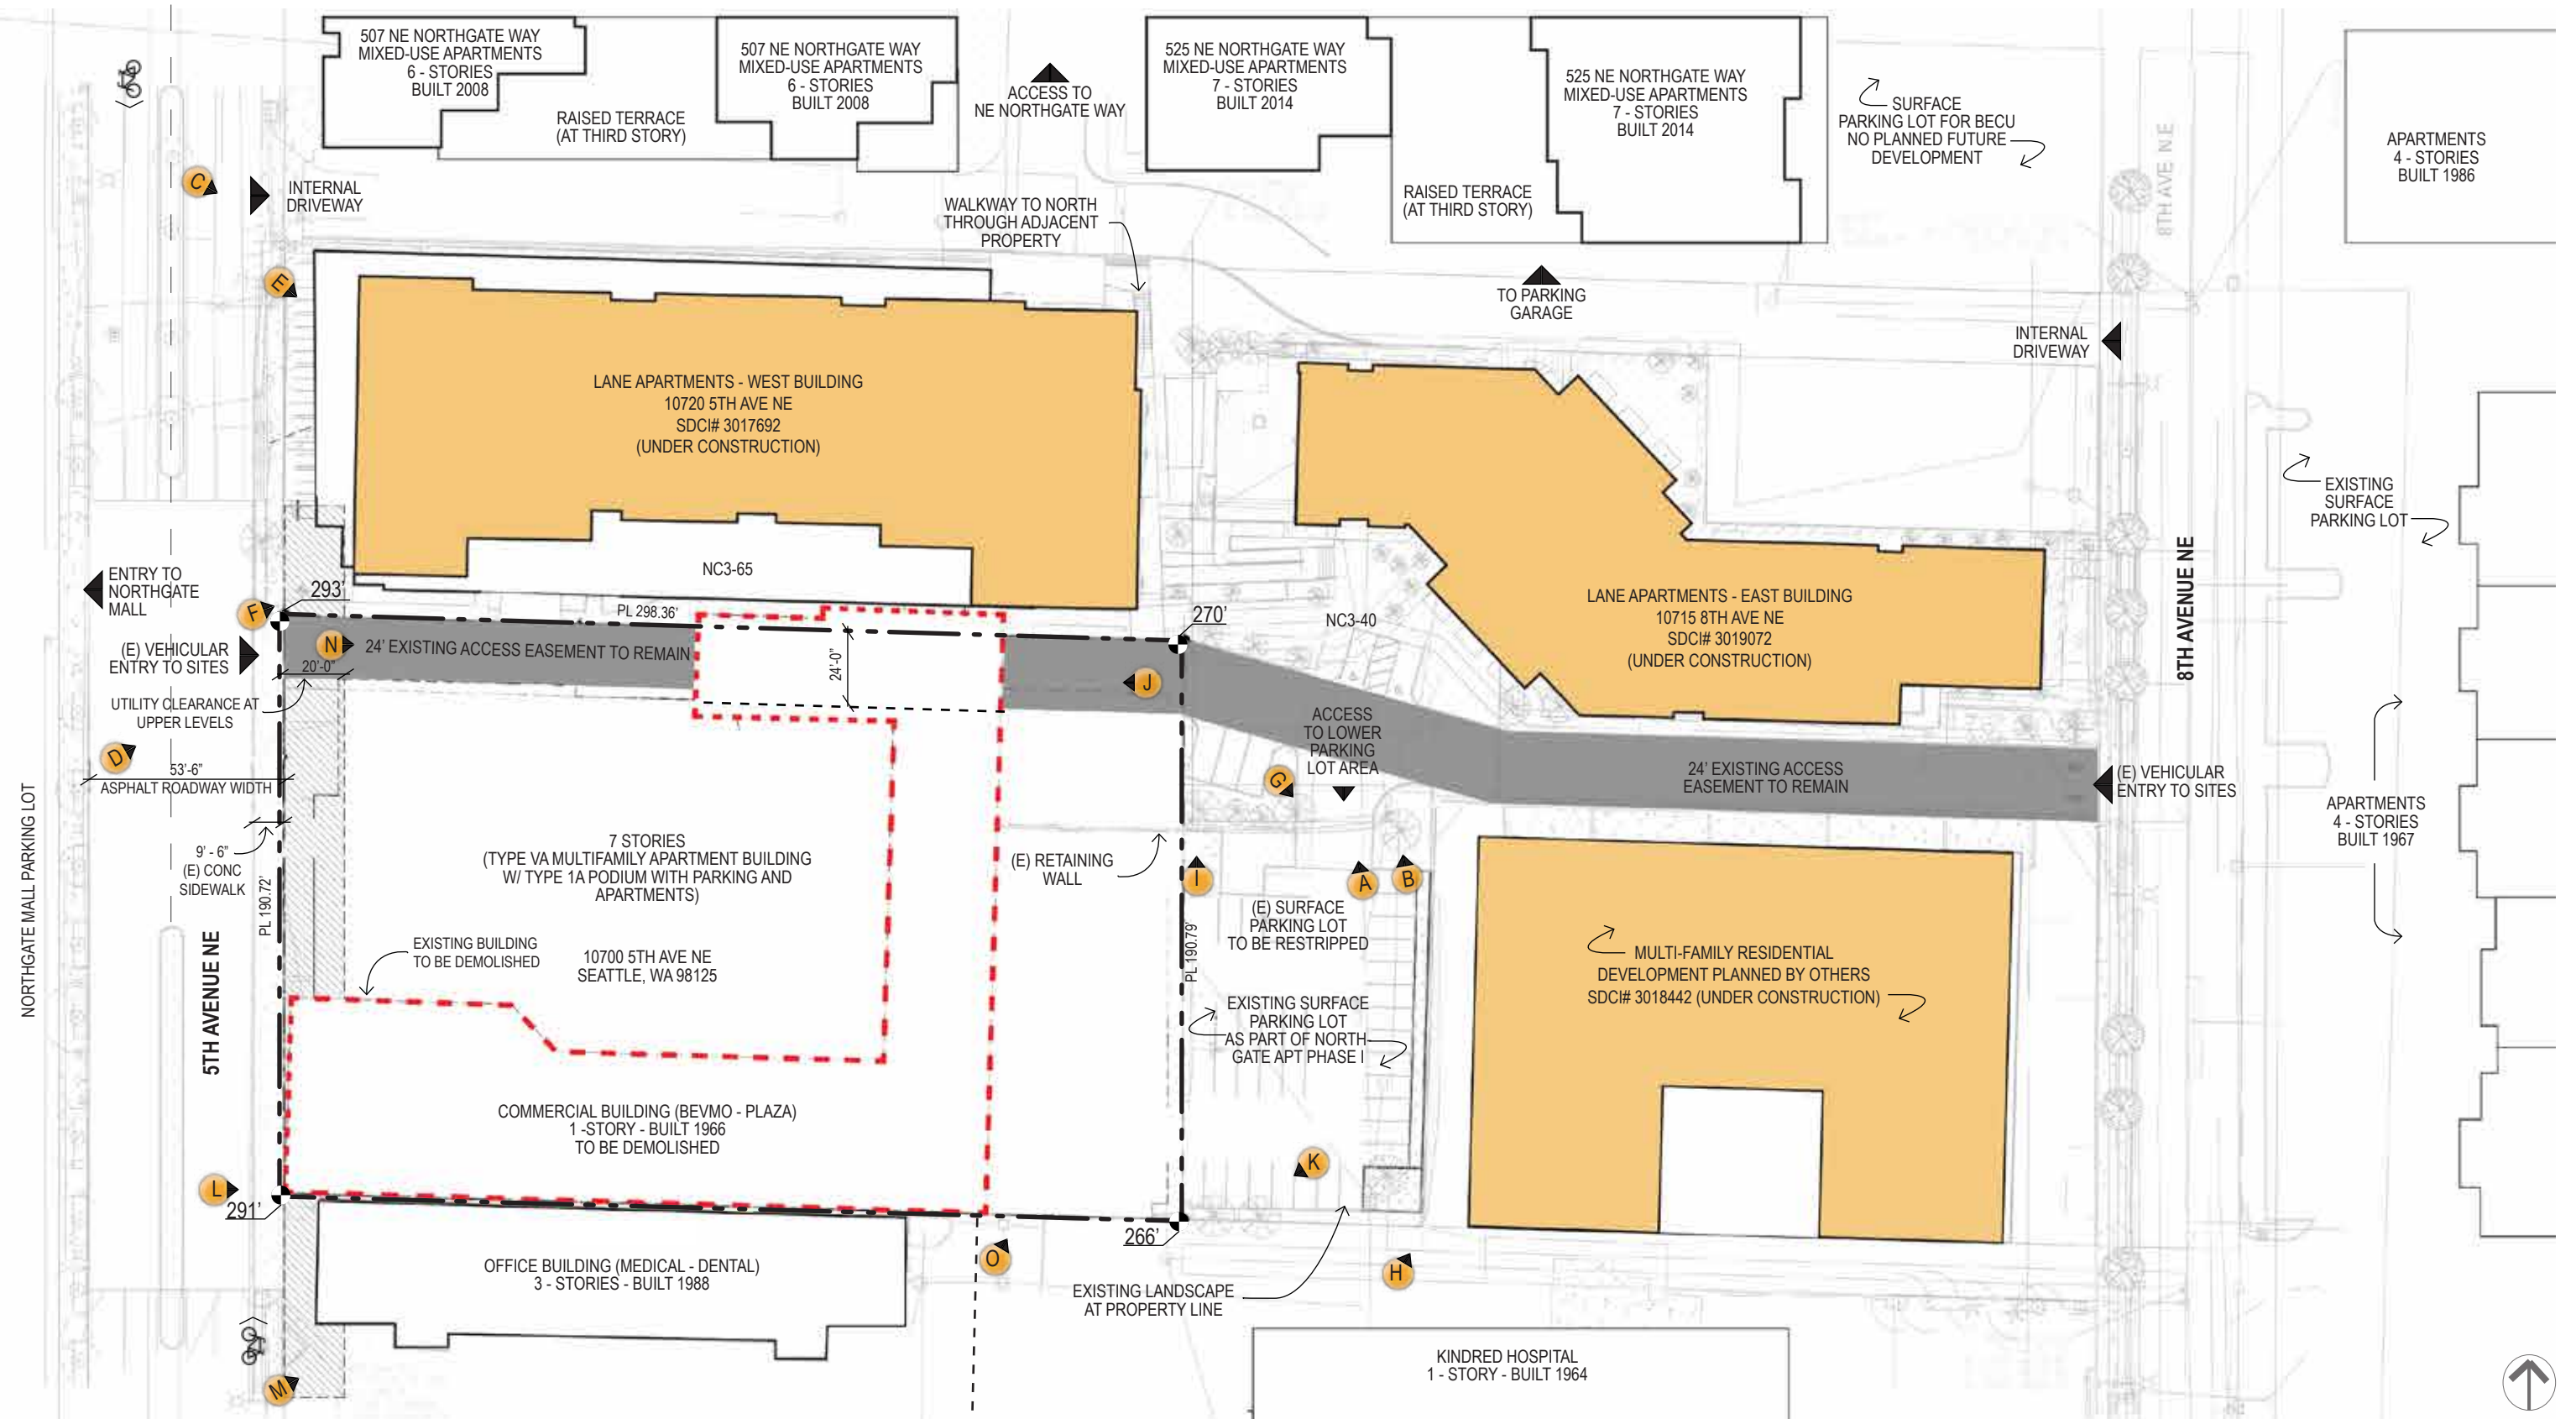 507 NE NORTHGATE WAY
MIXED-USE APARTMENTS
6 - STORIES
BUILT 2008
507 NE NORTHGATE WAY
MIXED-USE APARTMENTS
6 - STORIES
BUILT 2008
RAISED TERRACE
(AT THIRD STORY)
ACCESS TO
NE NORTHGATE WAY
525 NE NORTHGATE WAY
MIXED-USE APARTMENTS
7 - STORIES
BUILT 2014
525 NE NORTHGATE WAY
MIXED-USE APARTMENTS
7 - STORIES
BUILT 2014
RAISED TERRACE
(AT THIRD STORY)
SURFACE
PARKING LOT FOR BECU
NO PLANNED FUTURE
DEVELOPMENT
8TH AVE NE
APARTMENTS
4 - STORIES
BUILT 1986
C
INTERNAL
DRIVEWAY
WALKWAY TO NORTH
THROUGH ADJACENT
PROPERTY
E
TO PARKING
GARAGE
INTERNAL
DRIVEWAY
LANE APARTMENTS - WEST BUILDING
10720 5TH AVE NE
SDCI# 3017692
(UNDER CONSTRUCTION)
EXISTING
SURFACE
PARKING LOT
NC3-65
ENTRY TO
NORTHGATE
MALL
F
293'
PL 298.36'
270'
NC3-40
LANE APARTMENTS - EAST BUILDING
10715 8TH AVE NE
SDCI# 3019072
(UNDER CONSTRUCTION)
8TH AVENUE NE
(E) VEHICULAR
ENTRY TO SITES
N
24' EXISTING ACCESS EASEMENT TO REMAIN
20'-0"
24'-0"
J
UTILITY CLEARANCE AT
UPPER LEVELS
D
53'-6"
ASPHALT ROADWAY WIDTH
ACCESS
TO LOWER
PARKING
LOT AREA
G
24' EXISTING ACCESS
EASEMENT TO REMAIN
(E) VEHICULAR
ENTRY TO SITES
APARTMENTS
4 - STORIES
BUILT 1967
NORTHGATE MALL PARKING LOT
9' - 6"
(E) CONC
SIDEWALK
PL 190.72'
7 STORIES
(TYPE VA MULTIFAMILY APARTMENT BUILDING
W/ TYPE 1A PODIUM WITH PARKING AND
APARTMENTS)
(E) RETAINING
WALL
I
A
B
(E) SURFACE
PARKING LOT
TO BE RESTRIPPED
PL 190.79'
5TH AVENUE NE
EXISTING BUILDING
TO BE DEMOLISHED
10700 5TH AVE NE
SEATTLE, WA 98125
MULTI-FAMILY RESIDENTIAL
DEVELOPMENT PLANNED BY OTHERS
SDCI# 3018442 (UNDER CONSTRUCTION)
EXISTING SURFACE
PARKING LOT
AS PART OF NORTH-
GATE APT PHASE I
COMMERCIAL BUILDING (BEVMO - PLAZA)
1 -STORY - BUILT 1966
TO BE DEMOLISHED
K
L
291'
266'
O
H
OFFICE BUILDING (MEDICAL - DENTAL)
3 - STORIES - BUILT 1988
EXISTING LANDSCAPE
AT PROPERTY LINE
M
KINDRED HOSPITAL
1 - STORY - BUILT 1964